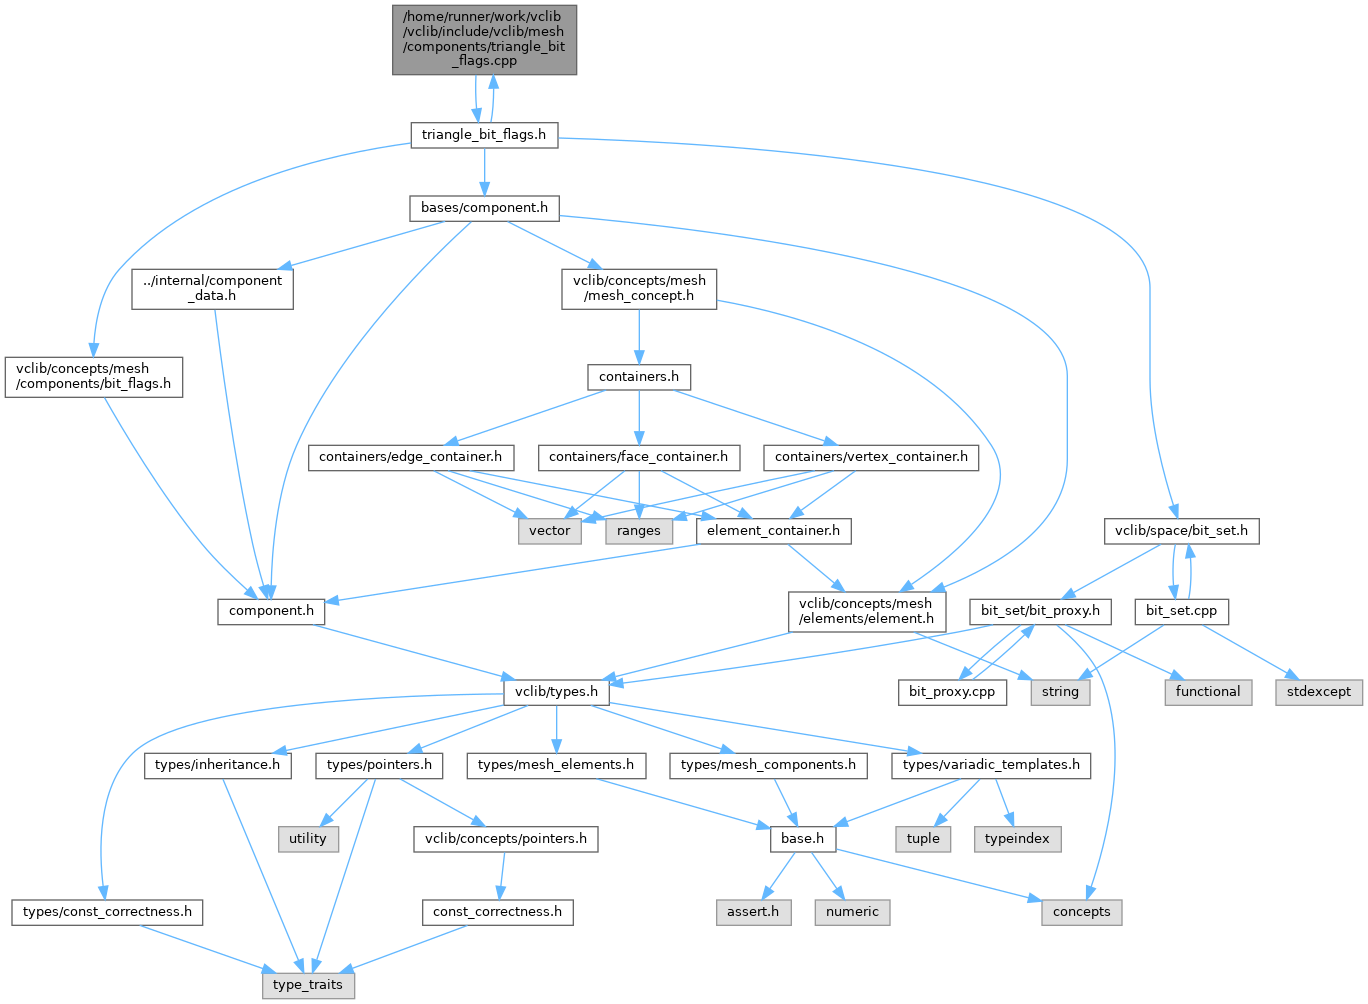 /home/runner/work/vclib
/vclib/include/vclib/mesh
/components/triangle_bit
_flags.cpp
triangle_bit_flags.h
bases/component.h
../internal/component
_data.h
vclib/concepts/mesh
/mesh_concept.h
vclib/concepts/mesh
/components/bit_flags.h
containers.h
containers/edge_container.h
containers/face_container.h
containers/vertex_container.h
vector
ranges
element_container.h
vclib/space/bit_set.h
component.h
vclib/concepts/mesh
/elements/element.h
bit_set/bit_proxy.h
bit_set.cpp
vclib/types.h
bit_proxy.cpp
string
functional
stdexcept
types/inheritance.h
types/pointers.h
types/mesh_elements.h
types/mesh_components.h
types/variadic_templates.h
utility
vclib/concepts/pointers.h
base.h
tuple
typeindex
types/const_correctness.h
const_correctness.h
assert.h
numeric
concepts
type_traits